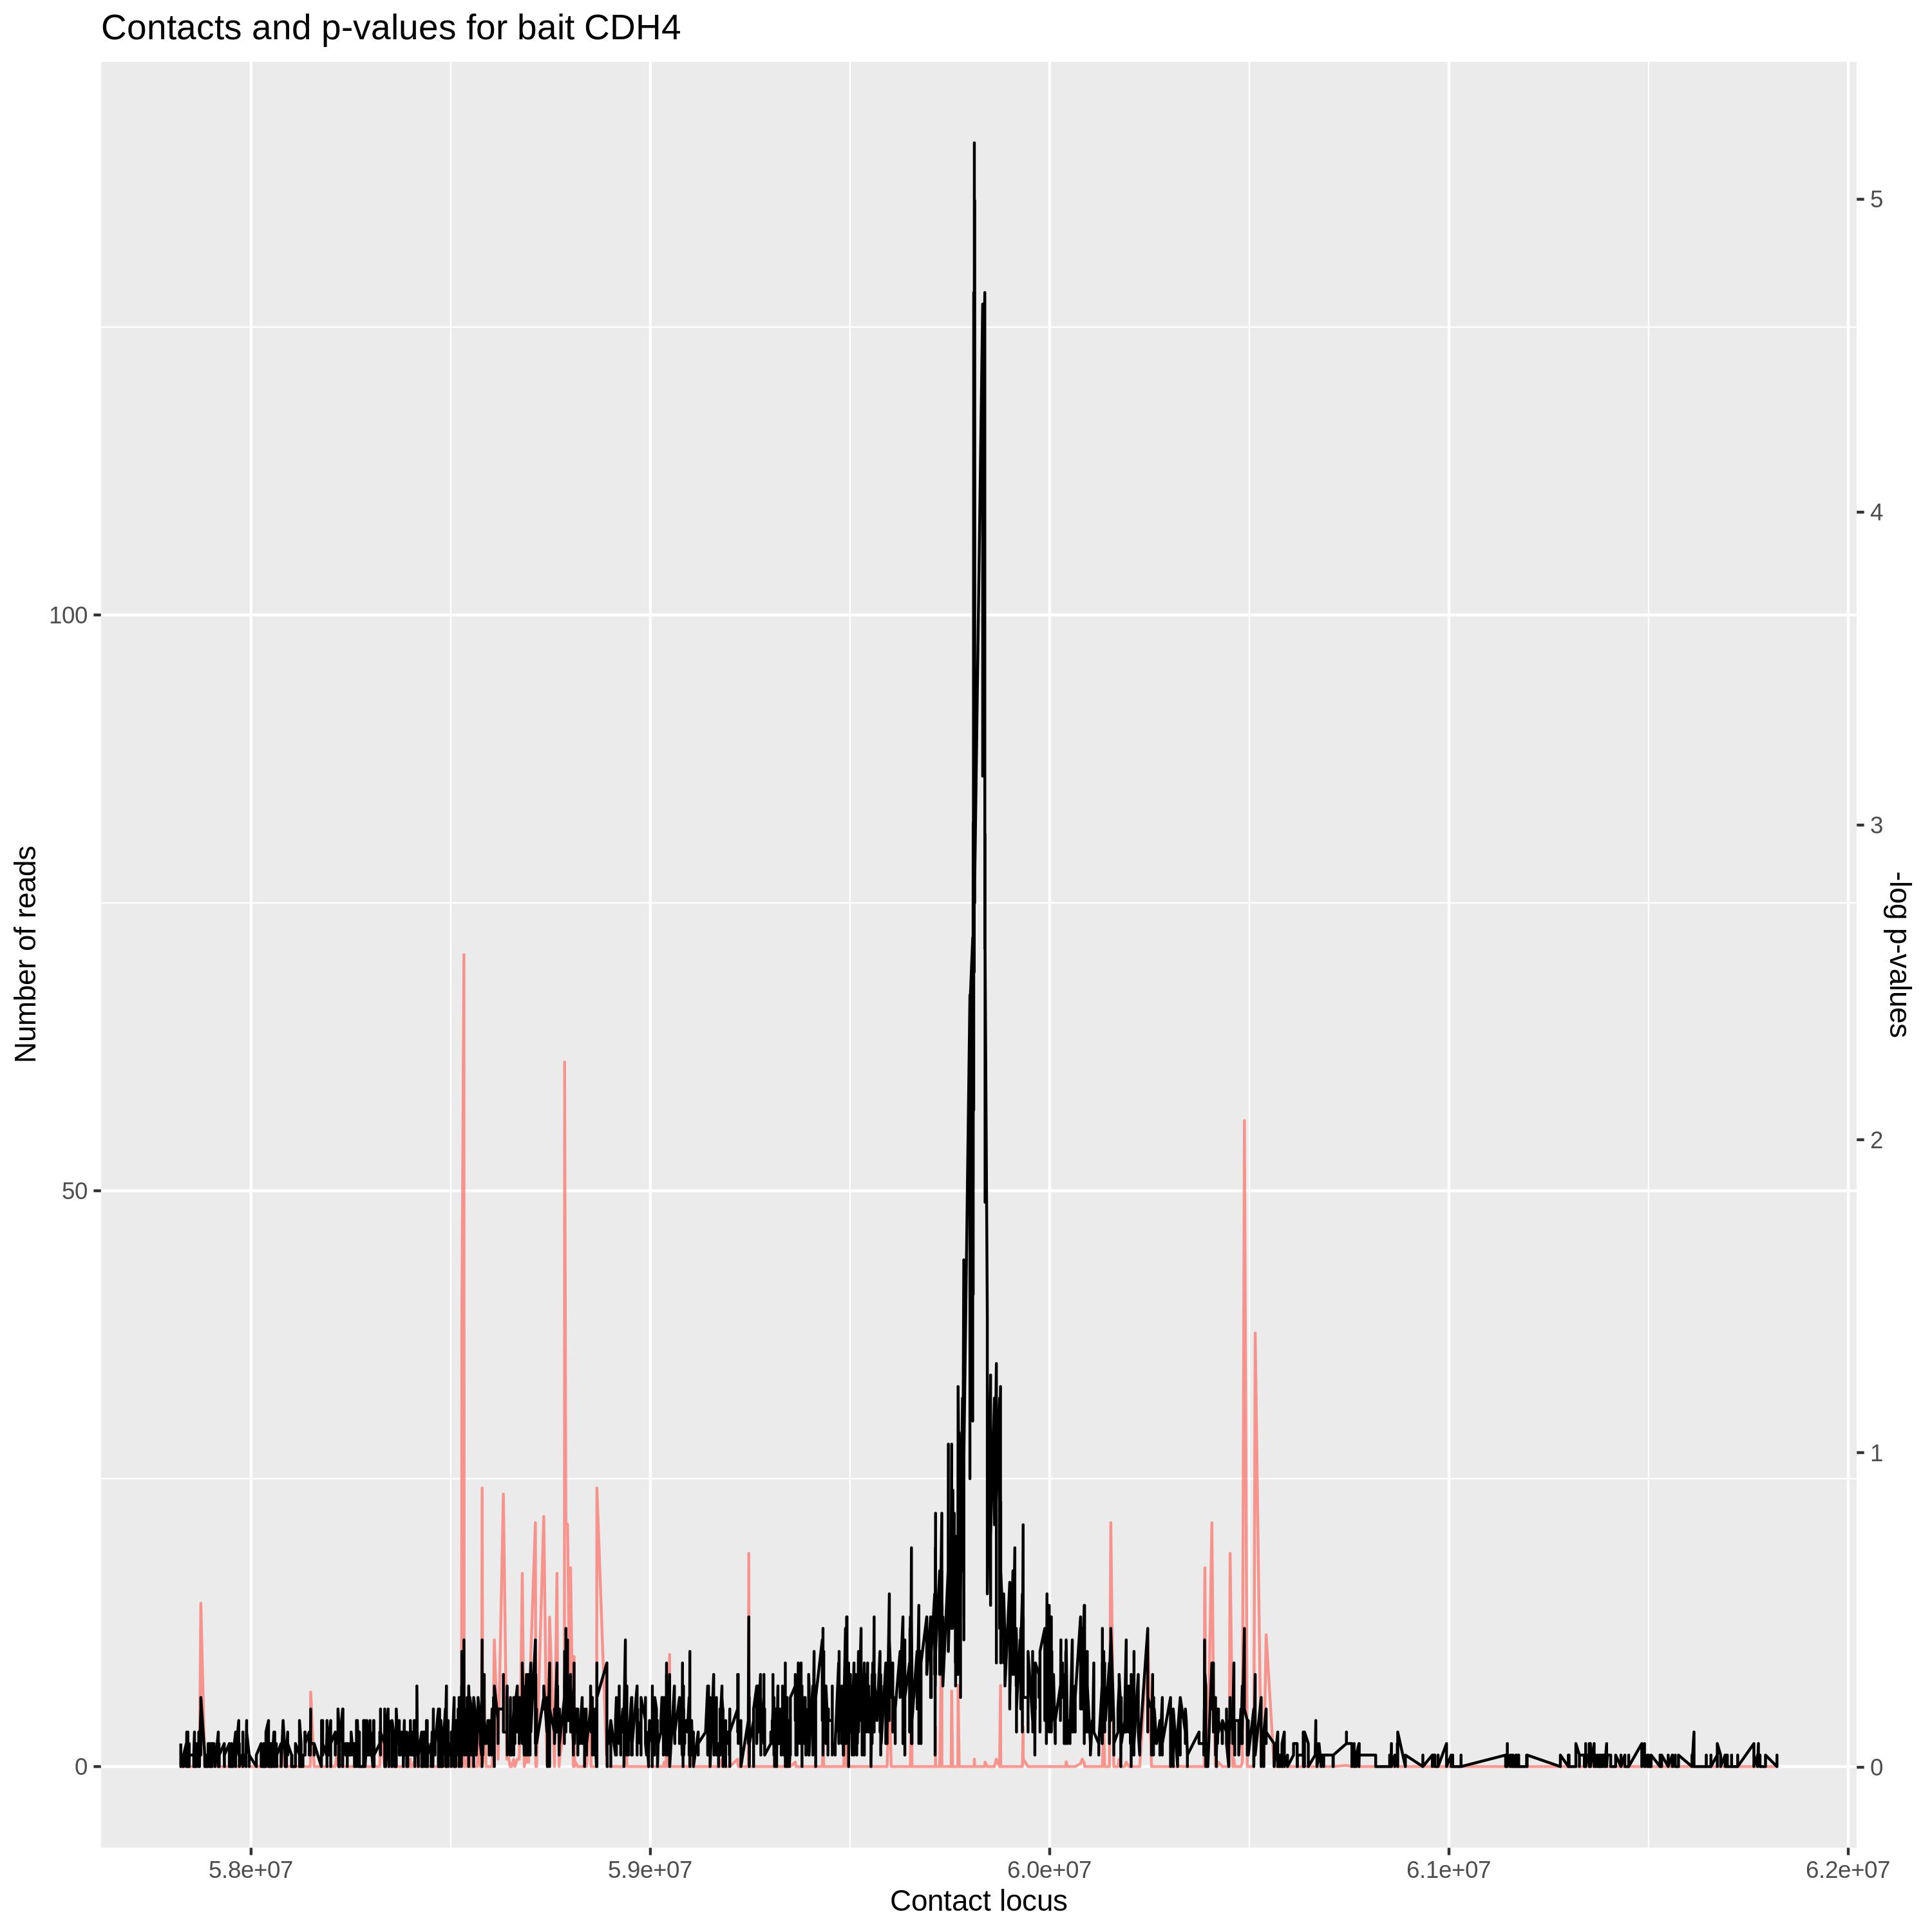 Contacts and p-values for bait CDH4
Number of reads
100
50
0
5
4
3
2
1
0
-log p-values
5.8e+07
5.9e+07
6.0e+07
6.1e+07
6.2e+07
Contact locus